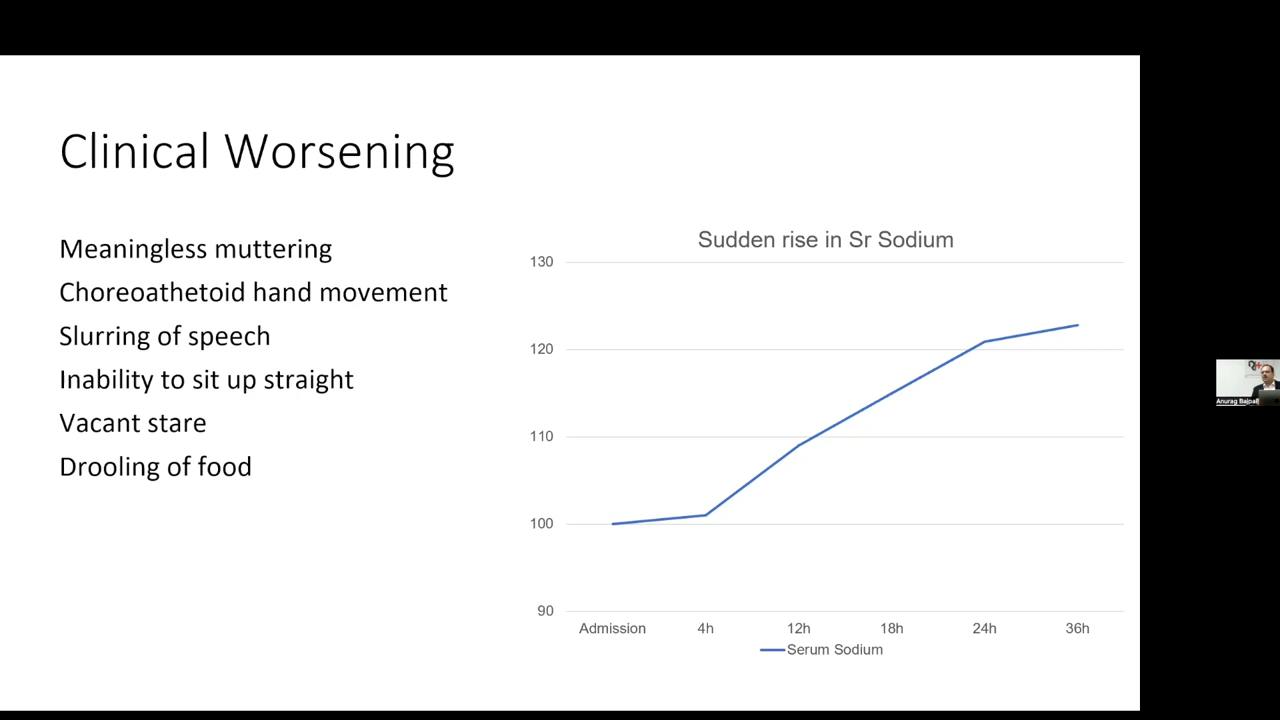 Clinical Worsening
Meaningless muttering
Choreoathetoid hand movement
Slurring of speech
Inability to sit up straight
Vacant stare
Drooling of food
Sudden rise in Sr Sodium
130
120
110
100
90
Admission 4h 12h 18h 24h 36h
Serum Sodium
Anurag Bajpai